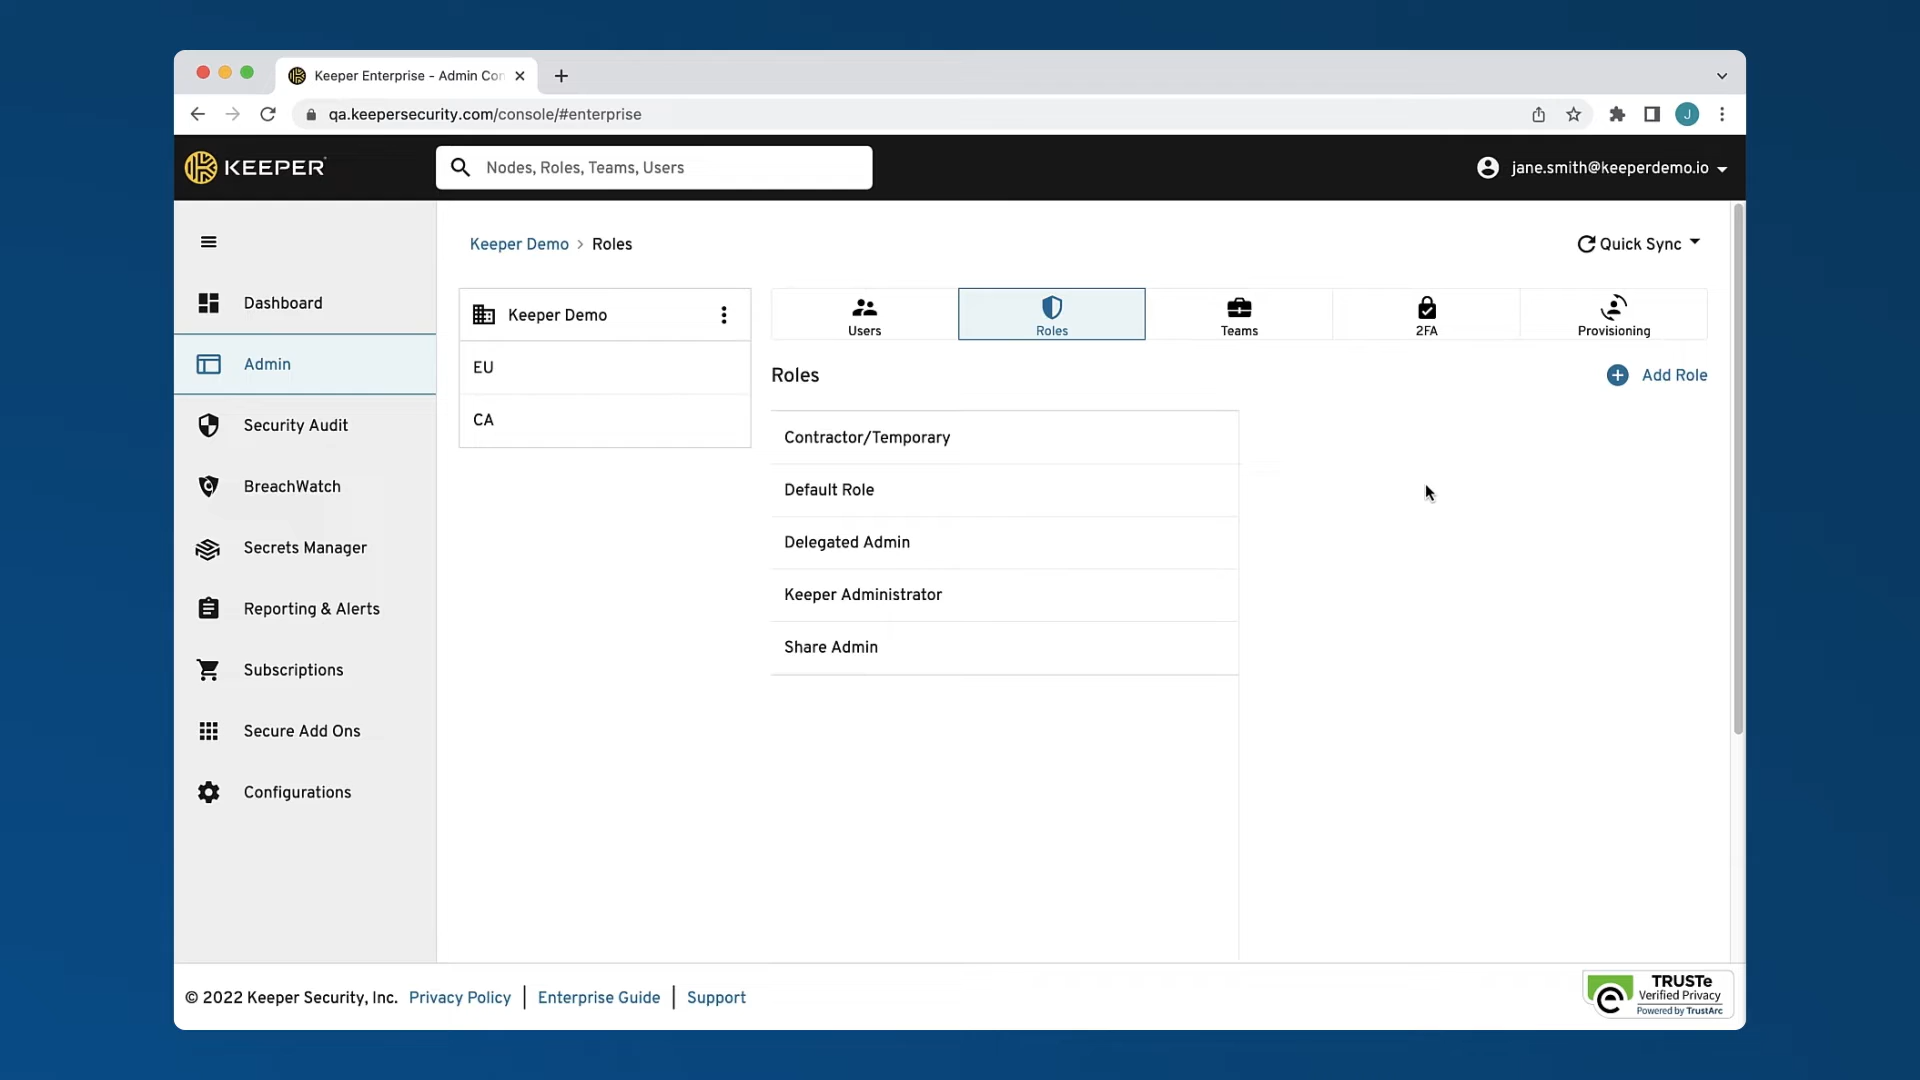 Keeper Enterprise - Admin Con
qa.keepersecurity.com/console/#enterprise
J
KEEPER
Nodes, Roles, Teams, Users
jane.smith@keeperdemo.io
Keeper Demo > Roles
Quick Sync
Dashboard
Admin
Security Audit
BreachWatch
Secrets Manager
Reporting & Alerts
Subscriptions
Secure Add Ons
Configurations
Keeper Demo
EU
CA
Users
Roles
Teams
2FA
Provisioning
Roles
Add Role
Contractor/Temporary
Default Role
Delegated Admin
Keeper Administrator
Share Admin
© 2022 Keeper Security, Inc. Privacy Policy | Enterprise Guide | Support
TRUSTe
Verified Privacy
Powered by TrustArc